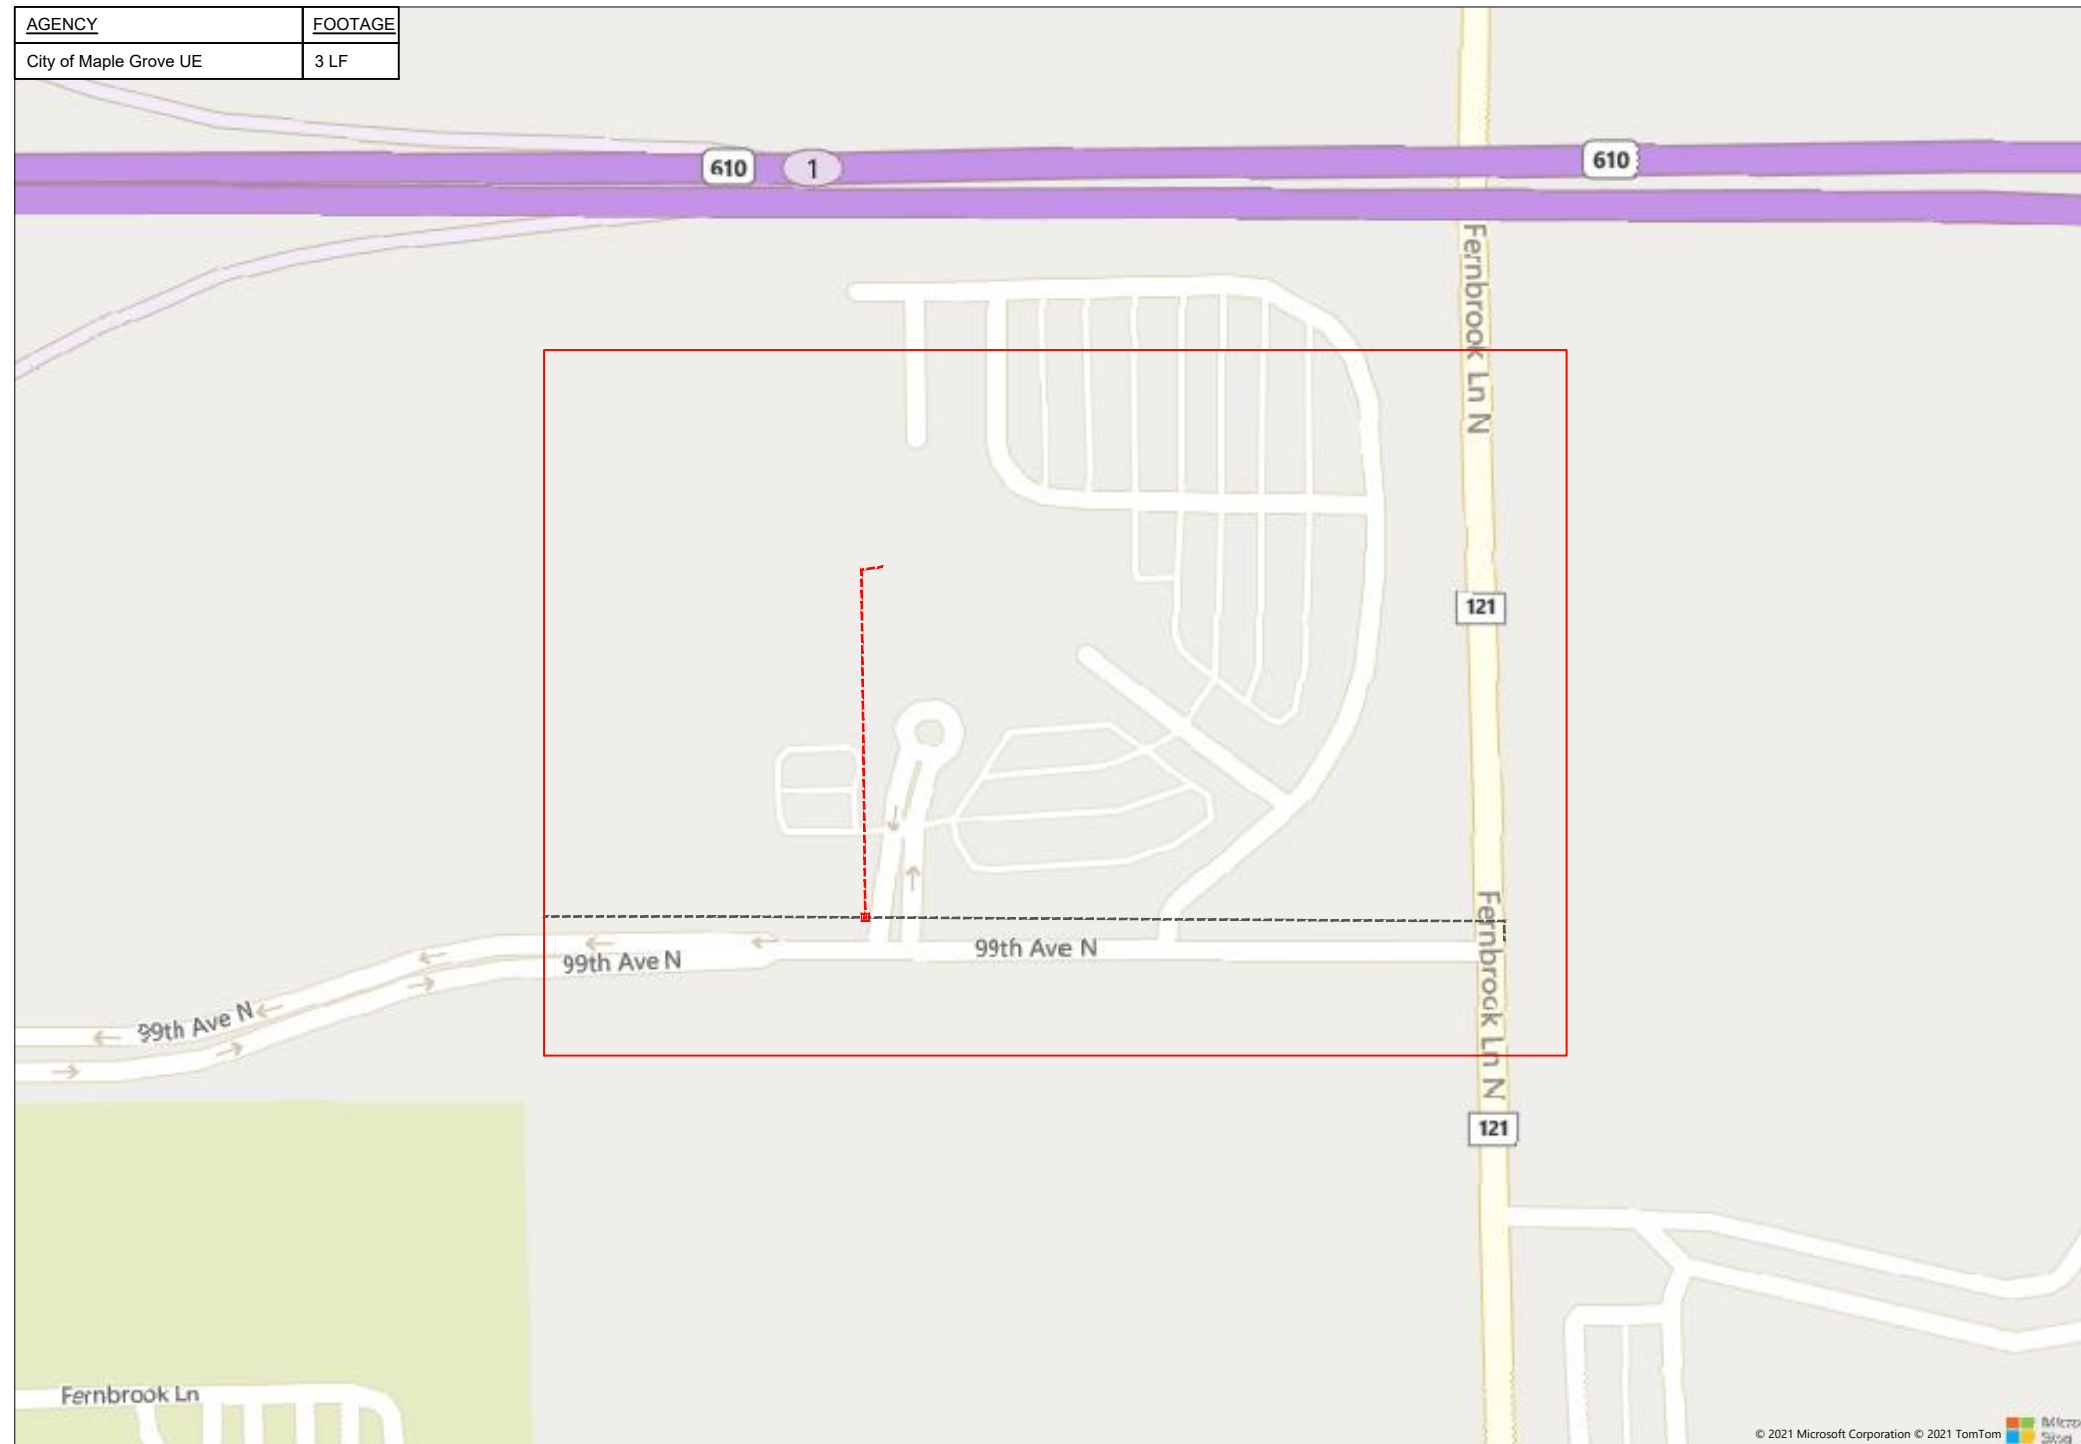 AGENCY FOOTAGE
City of Maple Grove UE 3 LF
610 1 610
Fernbrook Ln N
121
99th Ave N
99th Ave N
99th Ave N
Fernbrook Ln N
121
Fernbrook Ln
© 2021 Microsoft Corporation © 2021 TomTom